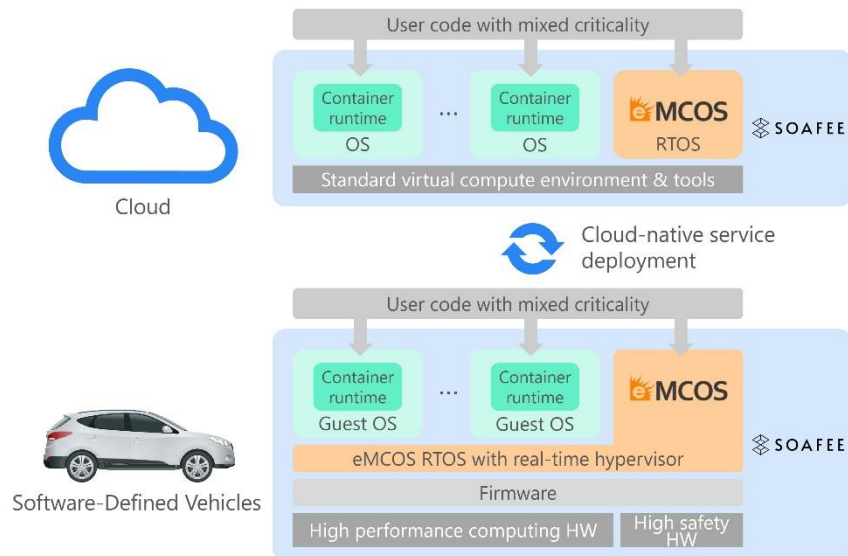 User code with mixed criticality
Container
runtime
OS
...
Container
runtime
OS
eMCOS
RTOS
SOAFEE
Standard virtual compute environment & tools
Cloud
Cloud-native service
deployment
User code with mixed criticality
Container
runtime
Guest OS
...
Container
runtime
Guest OS
eMCOS
eMCOS RTOS with real-time hypervisor
SOAFEE
Firmware
Software-Defined Vehicles
High performance computing HW
High safety
HW